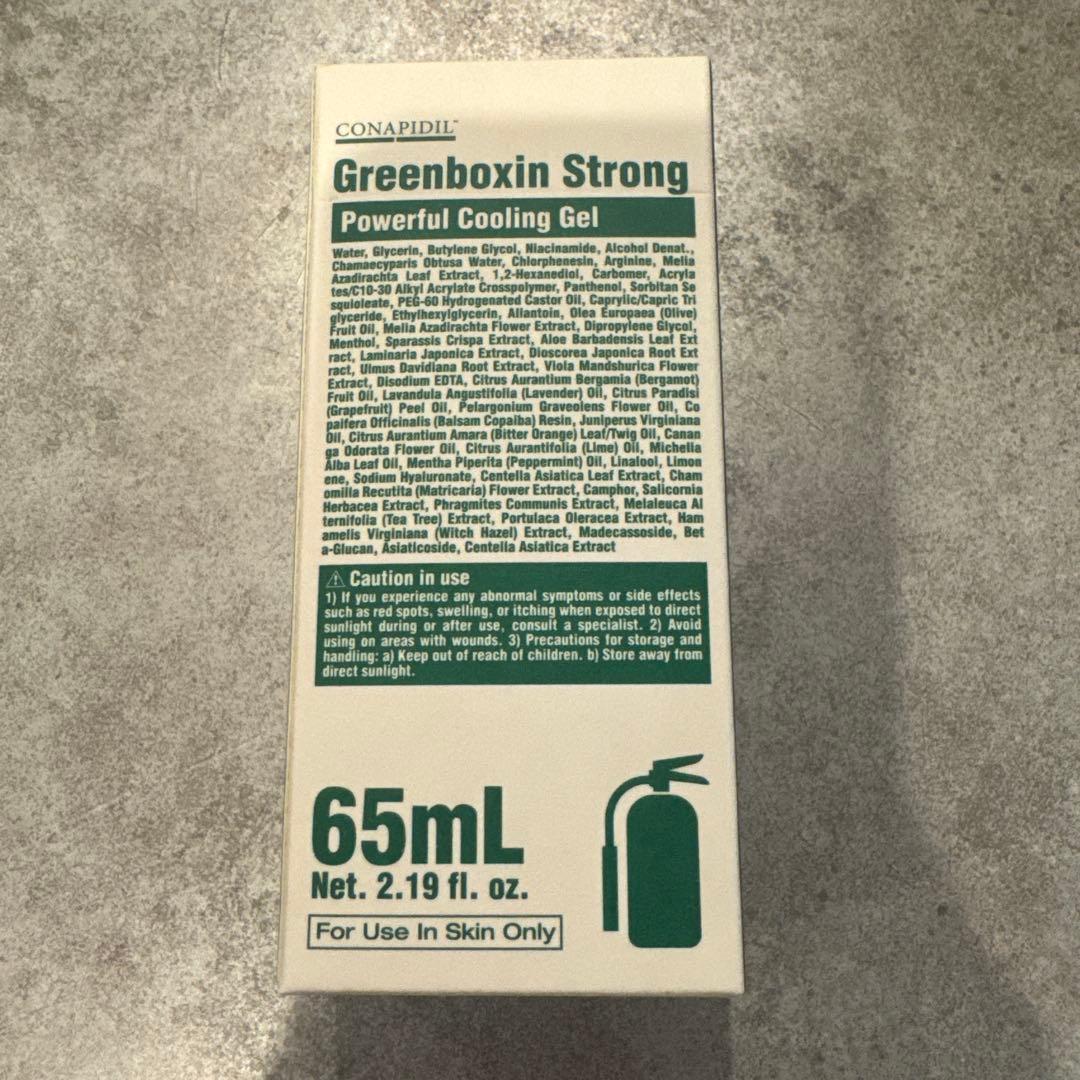 CONAPIDIL™
Greenboxin Strong
Powerful Cooling Gel
Water, Glycerin, Butylene Glycol, Niacinamide, Alcohol Denat.,
Chamaecyparis Obtusa Water, Chlorphenesin, Arginine, Melia
Azadirachta Leaf Extract, 1,2-Hexanediol, Carbomer, Acryla
tes/C10-30 Alkyl Acrylate Crosspolymer, Panthenol, Sorbitan Se
squioleate, PEG-60 Hydrogenated Castor Oil, Caprylic/Capric Tri
glyceride, Ethylhexylglycerin, Allantoin, Olea Europaea (Olive)
Fruit Oil, Melia Azadirachta Flower Extract, Dipropylene Glycol,
Menthol, Sparassis Crispa Extract, Aloe Barbadensis Leaf Ext
ract, Laminaria Japonica Extract, Dioscorea Japonica Root Ext
ract, Ulmus Davidiana Root Extract, Viola Mandshurica Flower
Extract, Disodium EDTA, Citrus Aurantium Bergamia (Bergamot)
Fruit Oil, Lavandula Angustifolia (Lavender) Oil, Citrus Paradisi
(Grapefruit) Peel Oil, Pelargonium Graveolens Flower Oil, Co
paifera Officinalis (Balsam Copaiba) Resin, Juniperus Virginiana
Oil, Citrus Aurantium Amara (Bitter Orange) Leaf/Twig Oil, Canan
ga Odorata Flower Oil, Citrus Aurantifolia (Lime) Oil, Michelia
Alba Leaf Oil, Mentha Piperita (Peppermint) Oil, Linalool, Limon
ene, Sodium Hyaluronate, Centella Asiatica Leaf Extract, Cham
omilla Recutita (Matricaria) Flower Extract, Camphor, Salicornia
Herbacea Extract, Phragmites Communis Extract, Melaleuca Al
ternifolia (Tea Tree) Extract, Portulaca Oleracea Extract, Ham
amelis Virginiana (Witch Hazel) Extract, Madecassoside, Bet
a-Glucan, Asiaticoside, Centella Asiatica Extract
⚠ Caution in use
1) If you experience any abnormal symptoms or side effects
such as red spots, swelling, or itching when exposed to direct
sunlight during or after use, consult a specialist. 2) Avoid
using on areas with wounds. 3) Precautions for storage and
handling: a) Keep out of reach of children. b) Store away from
direct sunlight.
65mL
Net. 2.19 fl. oz.
For Use In Skin Only